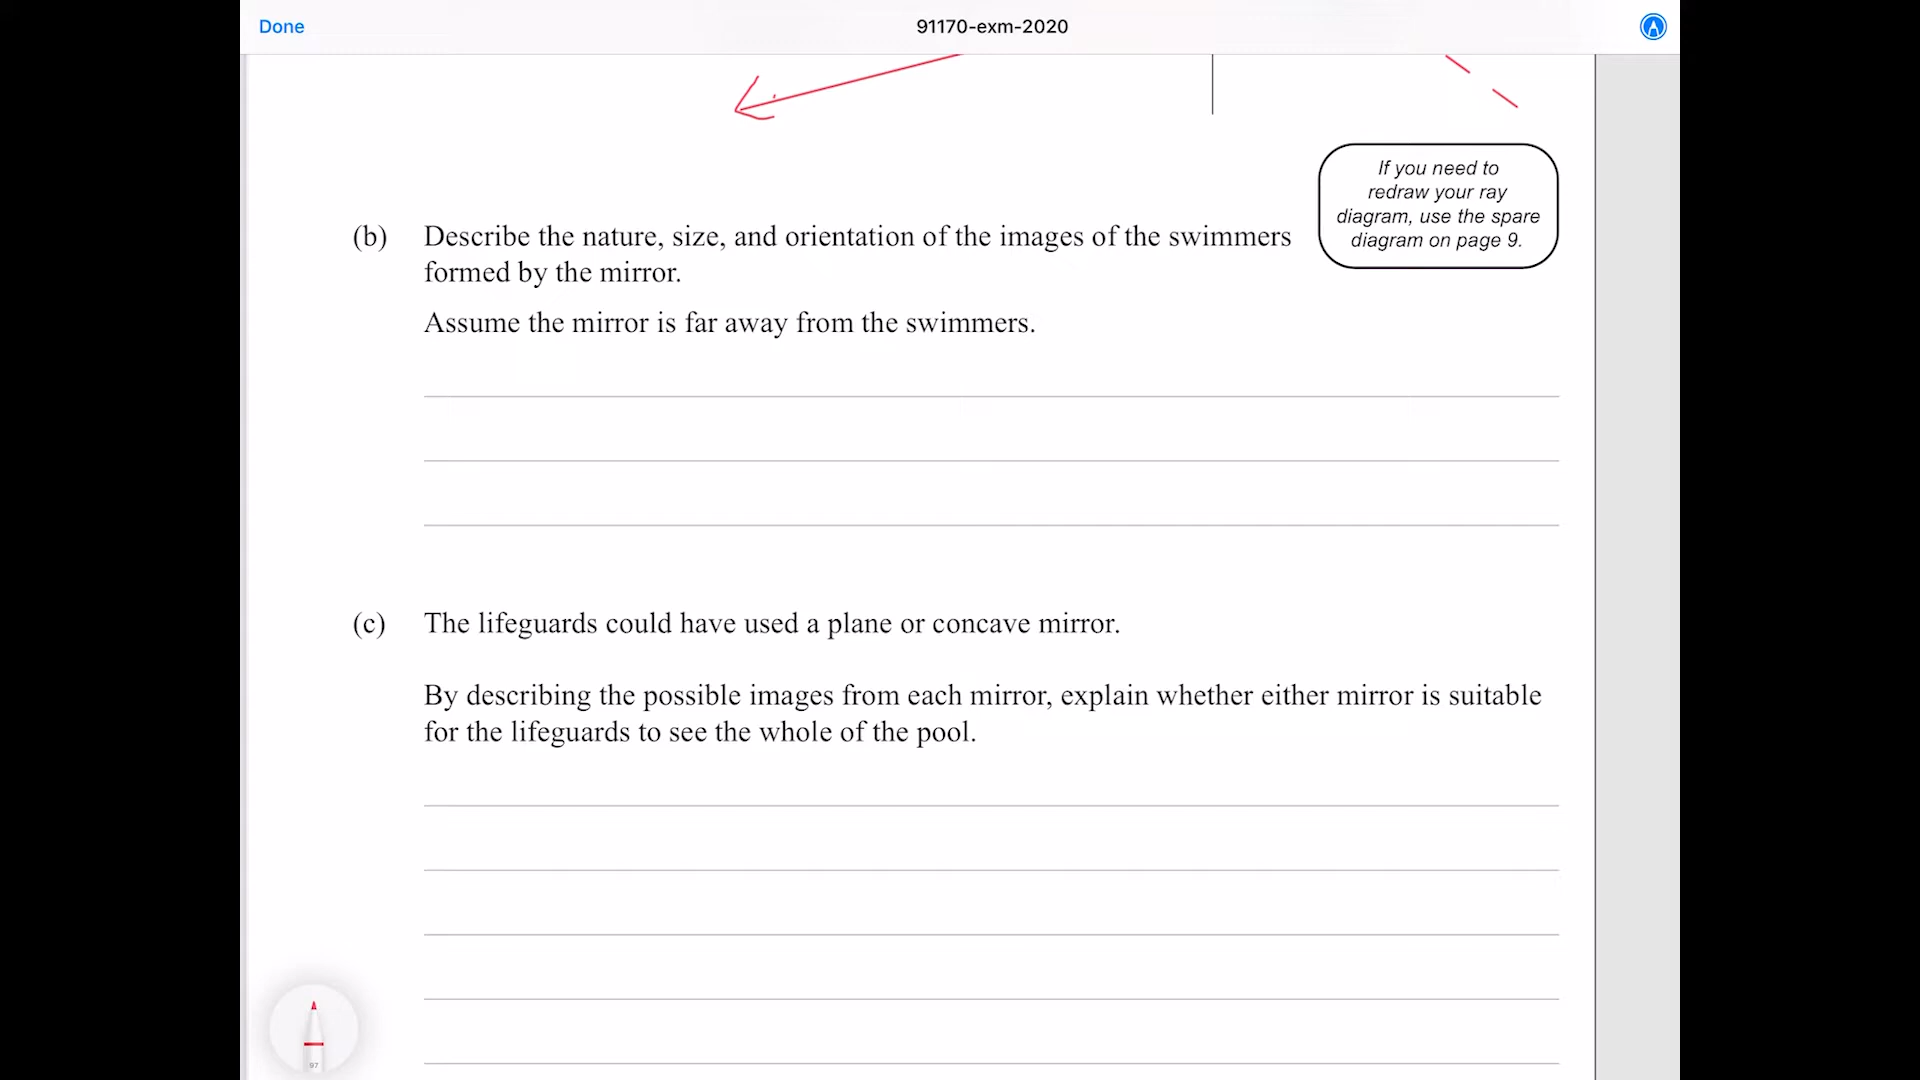 Done
91170-exm-2020
If you need to
redraw your ray
diagram, use the spare
diagram on page 9.
(b) Describe the nature, size, and orientation of the images of the swimmers
formed by the mirror.
Assume the mirror is far away from the swimmers.
(c) The lifeguards could have used a plane or concave mirror.
By describing the possible images from each mirror, explain whether either mirror is suitable
for the lifeguards to see the whole of the pool.
97